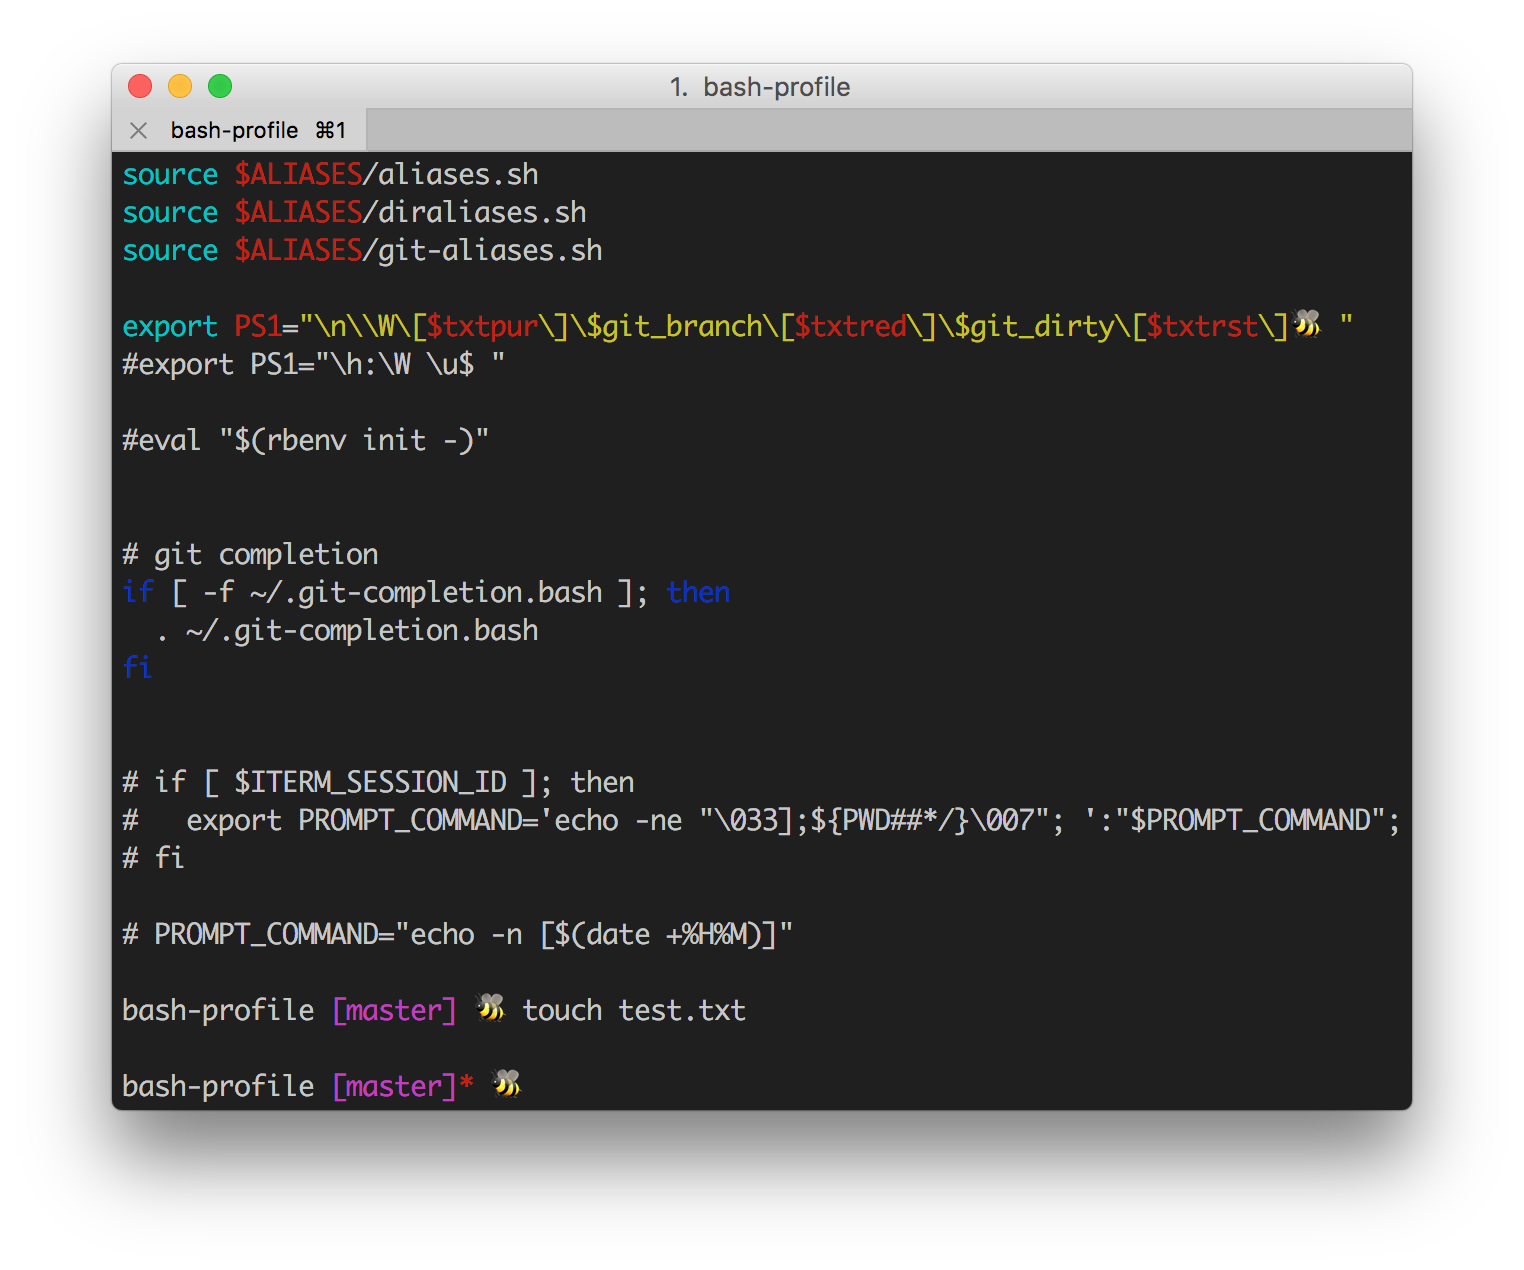 1. bash-profile
bash-profile ⌘1
source $ALIASES/aliases.sh
source $ALIASES/diraliases.sh
source $ALIASES/git-aliases.sh
export PS1="\n\\W\[$txtpur\]\$git_branch\[$txtred\]\$git_dirty\[$txtrst\]🐝 "
#export PS1="\h:\W \u$ "
#eval "$(rbenv init -)"
# git completion
if [ -f ~/.git-completion.bash ]; then
  . ~/.git-completion.bash
fi
# if [ $ITERM_SESSION_ID ]; then
#   export PROMPT_COMMAND='echo -ne "\033];${PWD##*/}\007"; ':"$PROMPT_COMMAND";
# fi
# PROMPT_COMMAND="echo -n [$(date +%H%M)]"
bash-profile [master] 🐝 touch test.txt
bash-profile [master]* 🐝